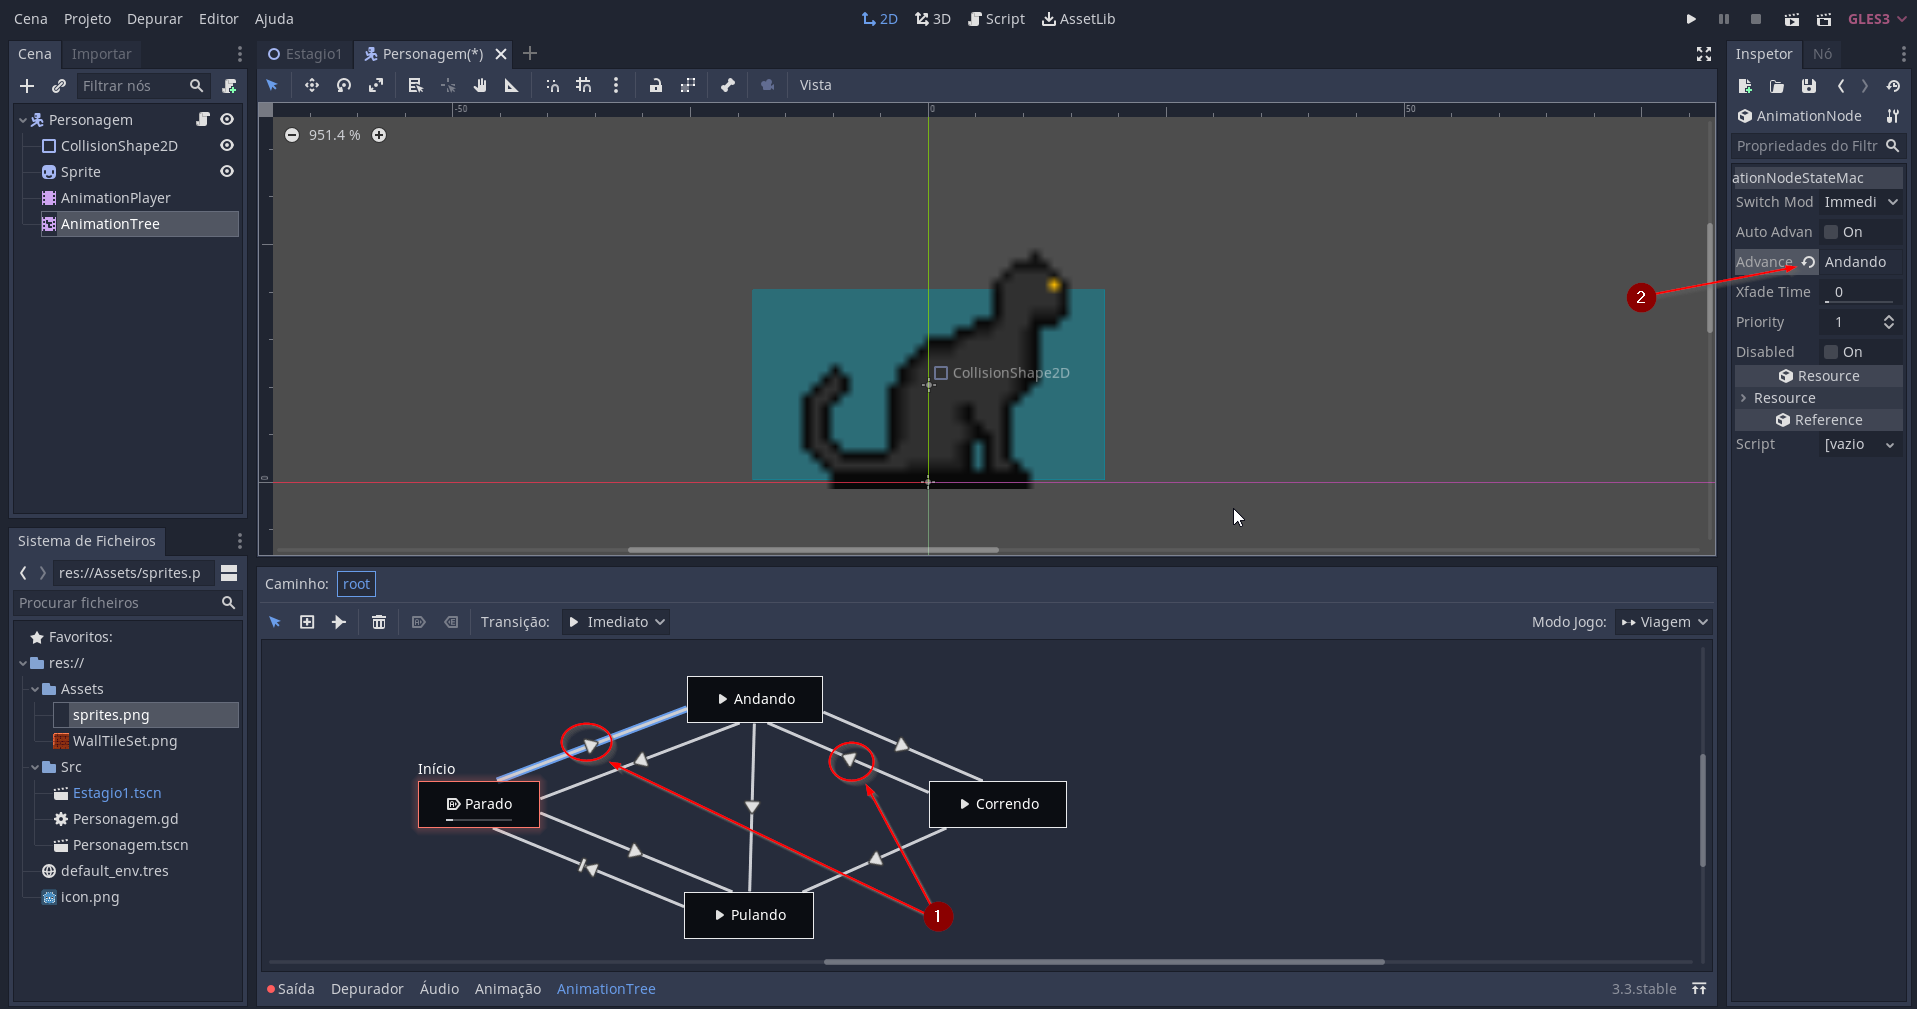 Cena Projeto Depurar Editor Ajuda 2D 3D Script AssetLib GLES3
Cena Importar
Filtrar nós
Personagem
CollisionShape2D
Sprite
AnimationPlayer
AnimationTree
Sistema de Ficheiros
res://Assets/sprites.p
Procurar ficheiros
Favoritos:
res://
Assets
sprites.png
WallTileSet.png
Src
Estagio1.tscn
Personagem.gd
Personagem.tscn
default_env.tres
icon.png
Estagio1 Personagem(*)
Vista
-50 0 50
951.4 %
0
CollisionShape2D
Caminho: root
Transição: Imediato Modo Jogo: Viagem
Andando
Início
Parado
Correndo
Pulando
1
Saída Depurador Áudio Animação AnimationTree 3.3.stable
Inspetor Nó
AnimationNode
Propriedades do Filtr
ationNodeStateMac
Switch Mod Immedi
Auto Advan On
Advance Andando
2
Xfade Time 0
Priority 1
Disabled On
Resource
Resource
Reference
Script [vazio